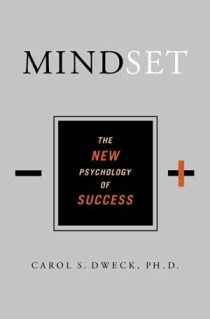 MINDSET
THE
NEW
PSYCHOLOGY
OF
SUCCESS
CAROL S. DWECK, PH.D.